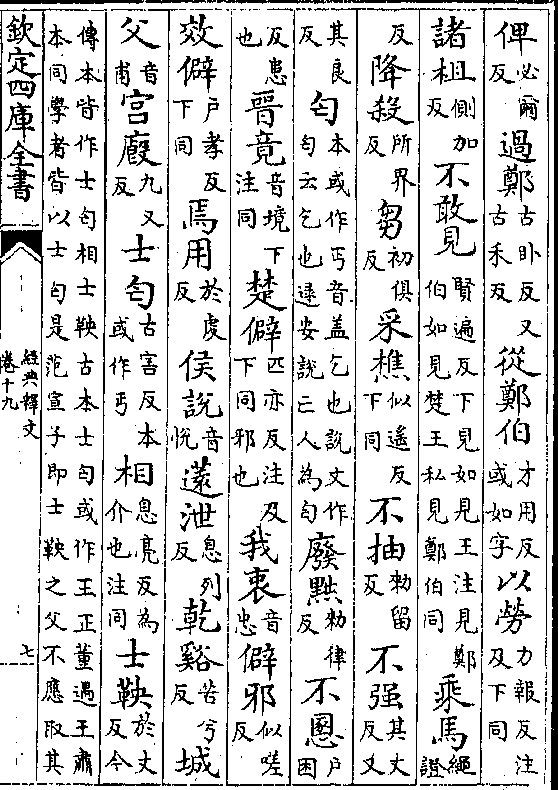 俾必爾反過鄭古卧反又古禾反從鄭伯才用反或如字以勞力報反注及下同
諸柤側加反不敢見賢遍反下見如見王注見鄭伯如見楚王私見鄭伯同乘馬繩證
反降殺所界反芻初俱反采樵似遙反下同不抽勑留反不强其丈反又
其良反匄本或作丐音蓋乞也說文作匄云乞也逯安說亡人為匄廢黜勑律反不慁户困
反患也晉竟音境下注同楚僻匹亦反注及下同邪也我衷音忠僻邪似嗟反
效僻户孝反下同焉用於虔反侯說音悅薳泄息列反乾谿苦兮反城
父音甫宫廄九又反士匄古害反本或作丐相息亮反為介也注同士鞅於丈反今
傳本皆作士匄相士鞅古本士匄或作王正董遇王肅
本同學者皆以士匄是范宣子即士鞅之父不應取其
欽定四庫全書
經典釋文
卷十九
七